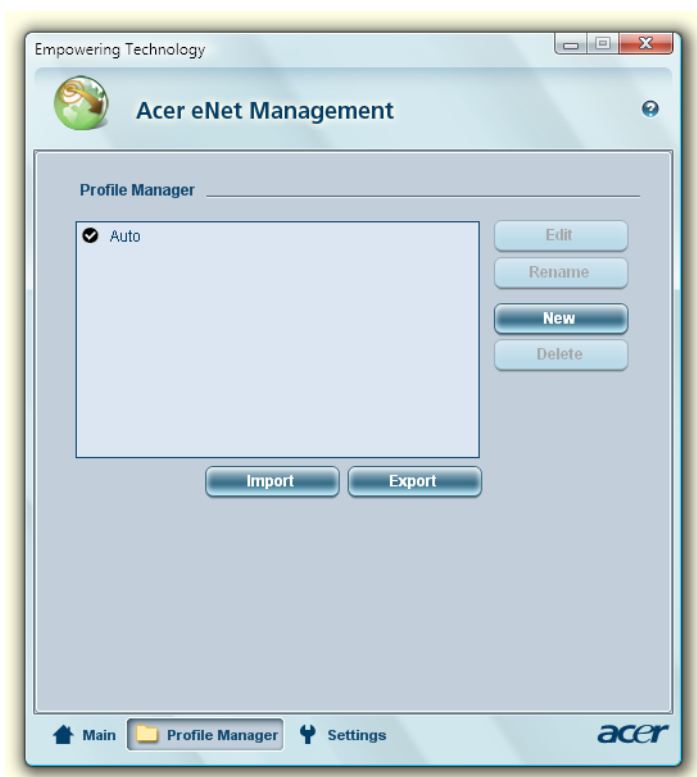 Empowering Technology
Acer eNet Management
Profile Manager
Auto
Edit
Rename
New
Delete
Import
Export
Main
Profile Manager
Settings
acer